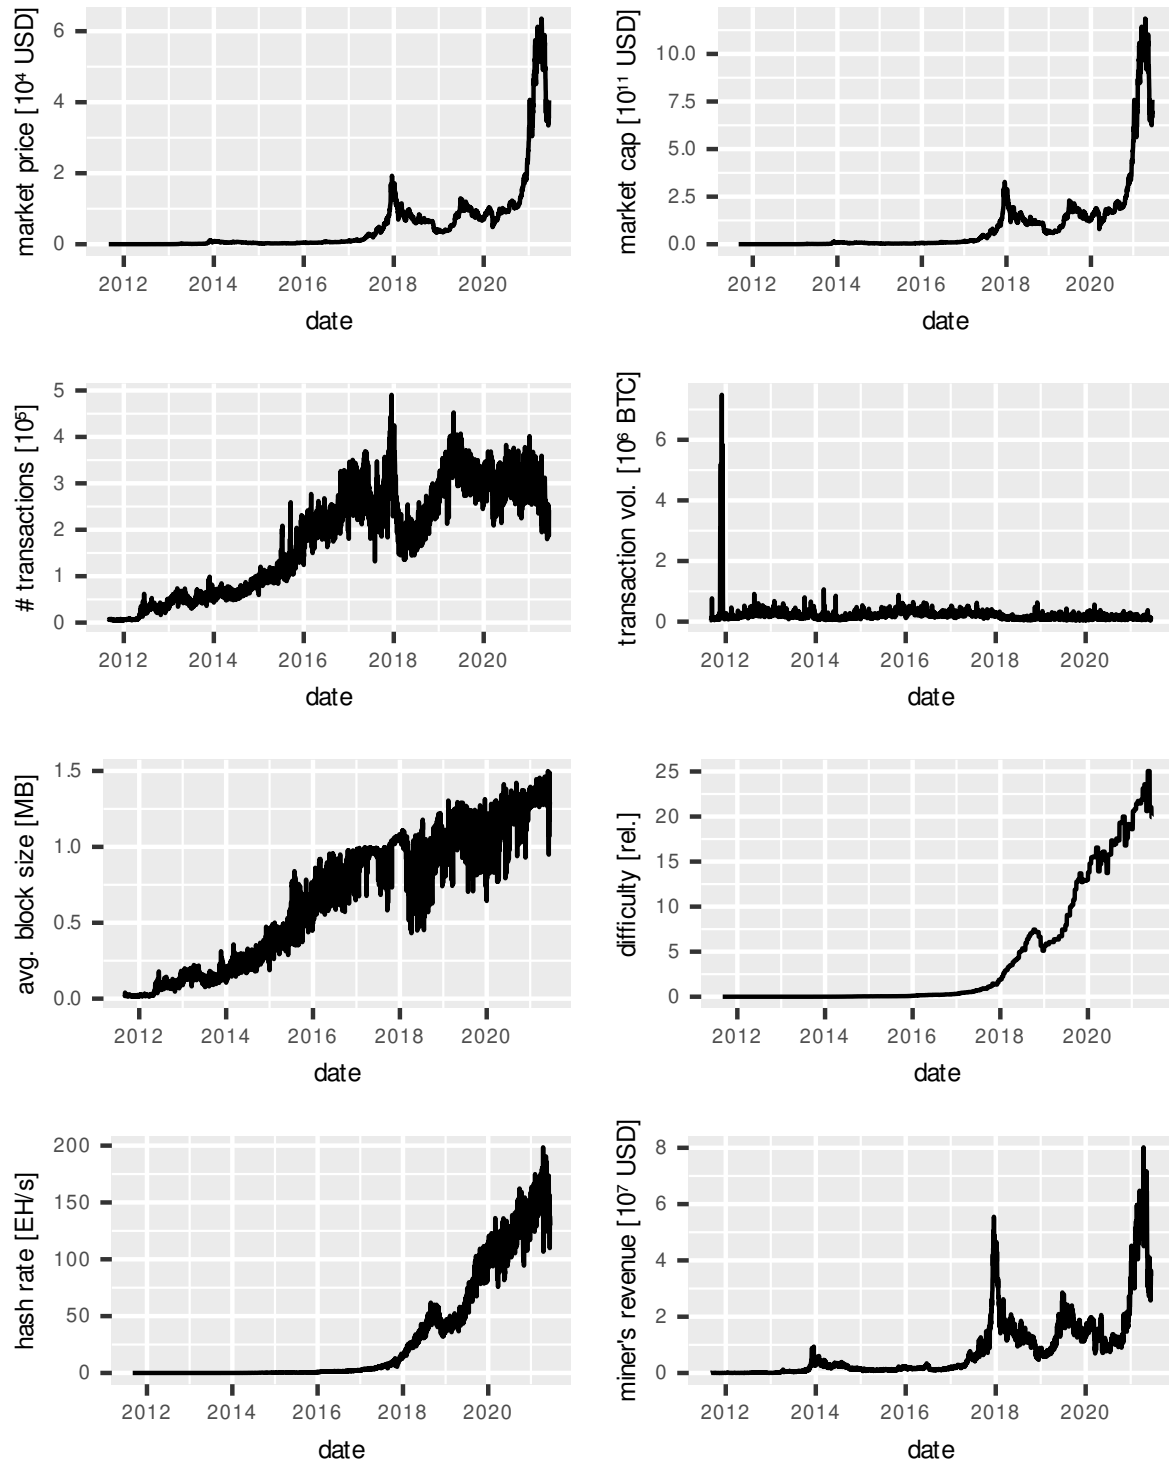 market price [10⁴ USD]
6
4
2
0
2012 2014 2016 2018 2020
date
market cap [10¹¹ USD]
10.0
7.5
5.0
2.5
0.0
2012 2014 2016 2018 2020
date
# transactions [10⁵]
5
4
3
2
1
0
2012 2014 2016 2018 2020
date
transaction vol. [10⁶ BTC]
6
4
2
0
2012 2014 2016 2018 2020
date
avg. block size [MB]
1.5
1.0
0.5
0.0
2012 2014 2016 2018 2020
date
difficulty [rel.]
25
20
15
10
5
0
2012 2014 2016 2018 2020
date
hash rate [EH/s]
200
150
100
50
0
2012 2014 2016 2018 2020
date
miner's revenue [10⁷ USD]
8
6
4
2
0
2012 2014 2016 2018 2020
date